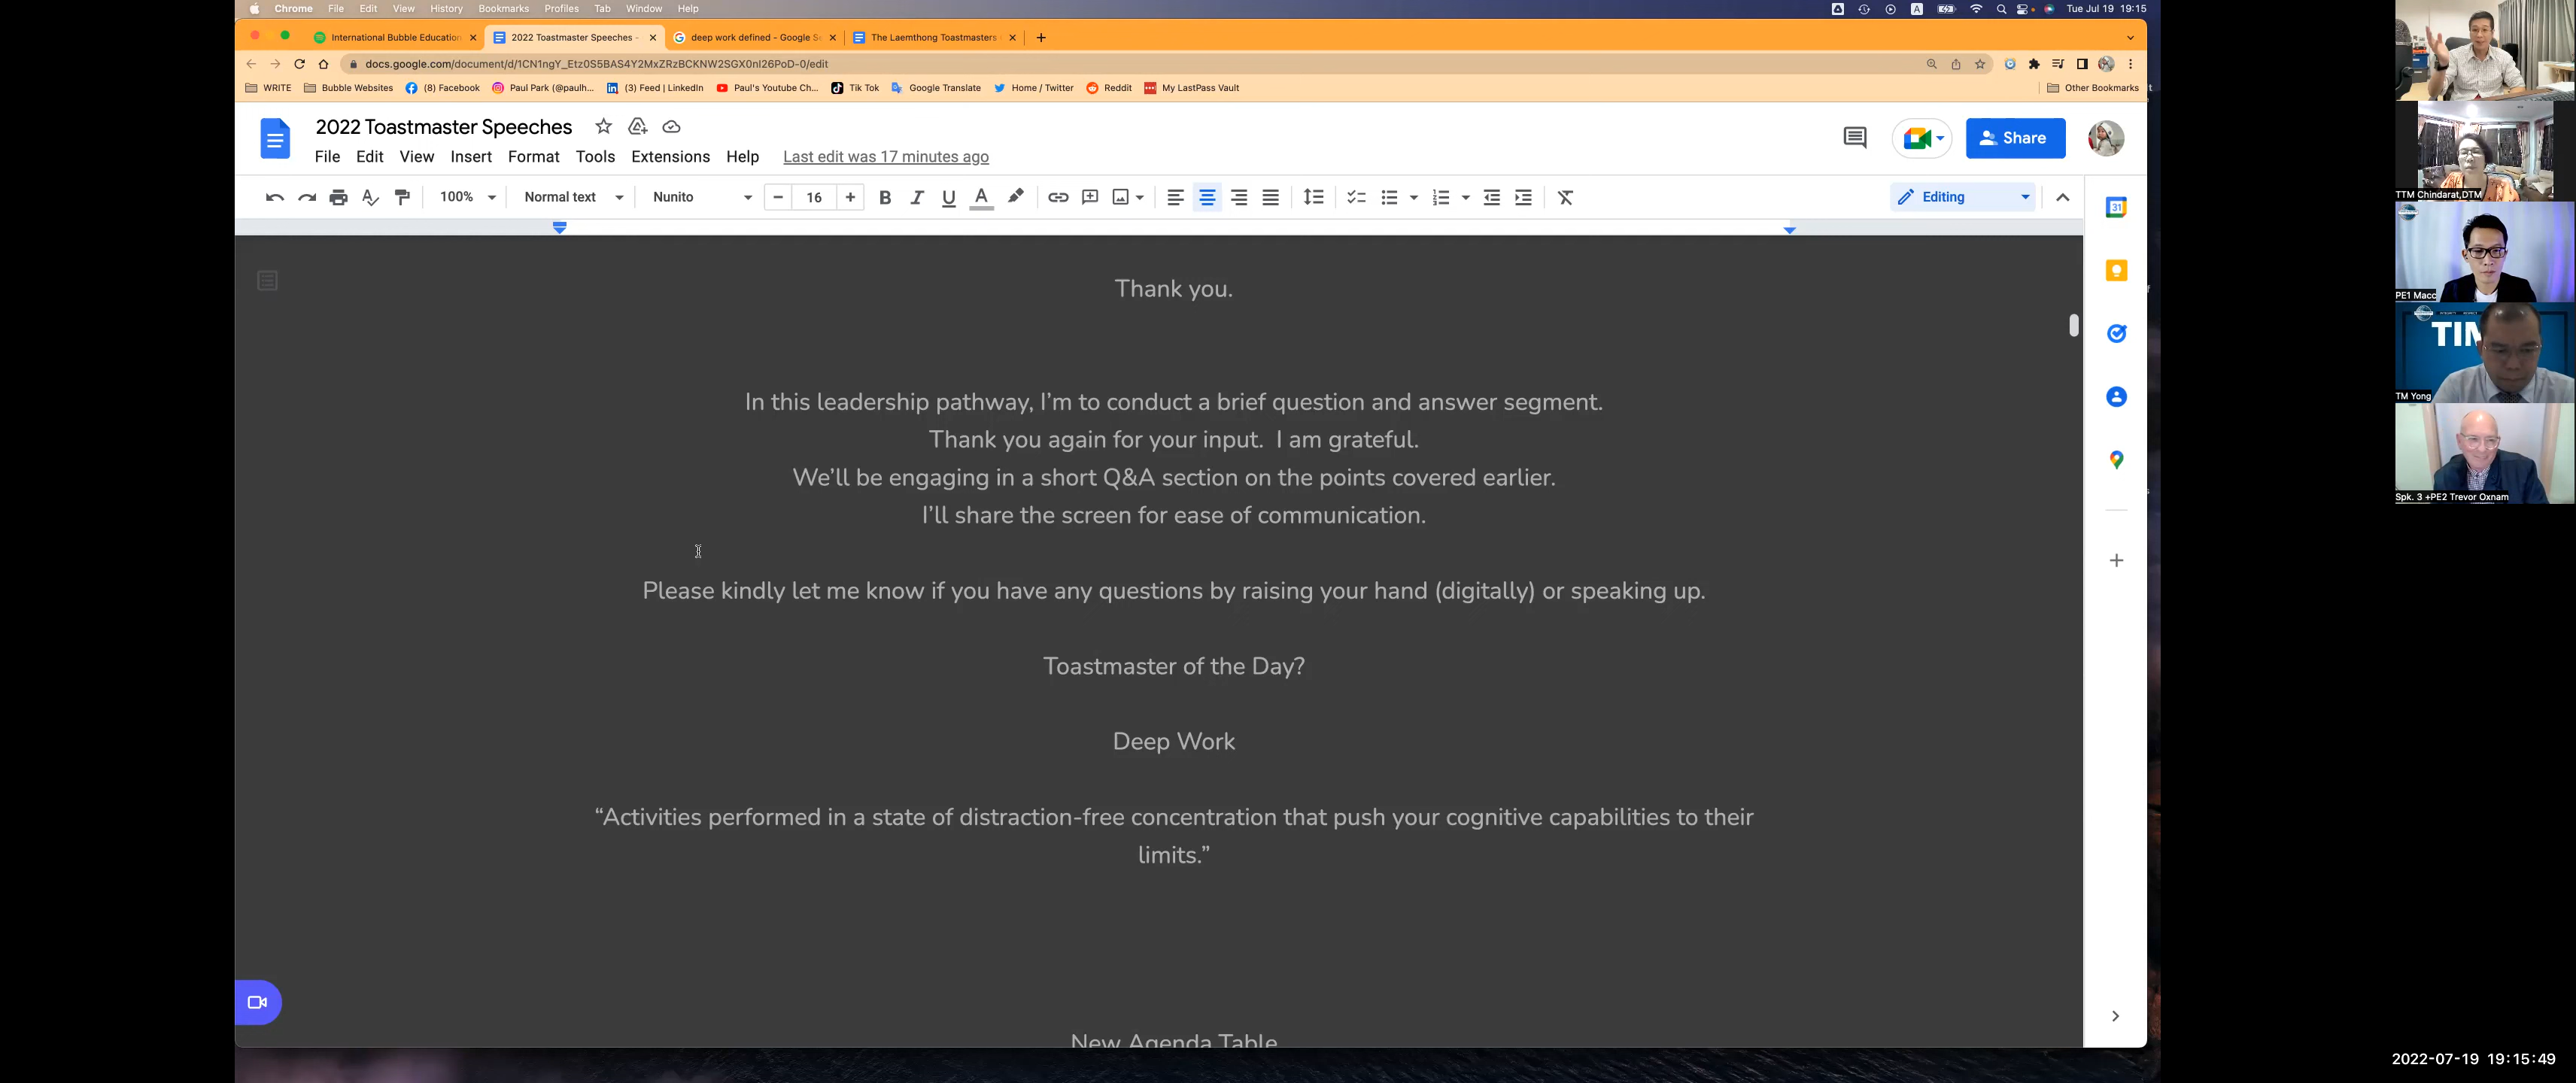 Chrome File Edit View History Bookmarks Profiles Tab Window Help
Tue Jul 19 19:15
International Bubble Education
2022 Toastmaster Speeches -
deep work defined - Google S
The Laemthong Toastmasters
docs.google.com/document/d/1CN1ngY_Etz0S5BAS4Y2MxZRzBCKNW2SGX0nI26PoD-0/edit
WRITE Bubble Websites (8) Facebook Paul Park (@paulh... (3) Feed | LinkedIn Paul's Youtube Ch... Tik Tok Google Translate Home / Twitter Reddit My LastPass Vault Other Bookmarks
2022 Toastmaster Speeches
Share
File Edit View Insert Format Tools Extensions Help Last edit was 17 minutes ago
100% Normal text Nunito 16 Editing
31
Thank you.
In this leadership pathway, I’m to conduct a brief question and answer segment.
Thank you again for your input. I am grateful.
We’ll be engaging in a short Q&A section on the points covered earlier.
I’ll share the screen for ease of communication.
Please kindly let me know if you have any questions by raising your hand (digitally) or speaking up.
Toastmaster of the Day?
Deep Work
“Activities performed in a state of distraction-free concentration that push your cognitive capabilities to their
limits.”
New Agenda Table
TTM Chindarat,DTM
PE1 Macc
TM Yong
Spk. 3 +PE2 Trevor Oxnam
2022-07-19 19:15:49